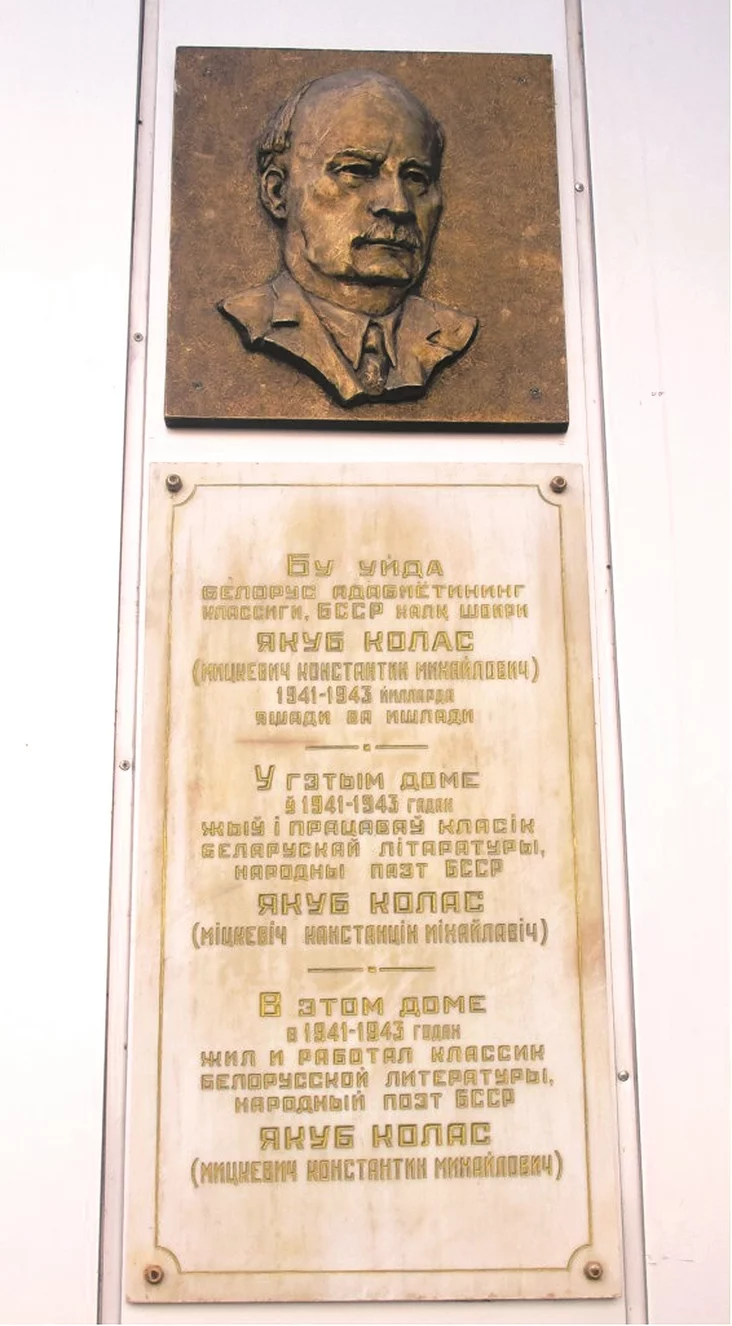 Бу уйда
белорус адабиётининг
классиги, БССР халқ шоири
ЯКУБ КОЛАС
(Мицкевич Константин Михайлович)
1941-1943 йилларда
яшади ва ишлади
У гэтым доме
ў 1941-1943 гадах
жыў і працаваў класік
беларускай літаратуры,
народны паэт БССР
ЯКУБ КОЛАС
(Міцкевіч Канстанцін Міхайлавіч)
В этом доме
в 1941-1943 годах
жил и работал классик
белорусской литературы,
народный поэт БССР
ЯКУБ КОЛАС
(Мицкевич Константин Михайлович)